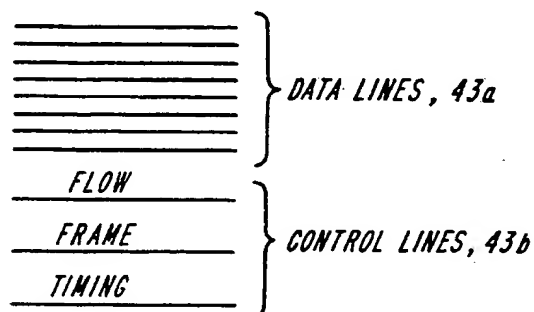 DATA LINES, 43a
FLOW
FRAME
CONTROL LINES, 43b
TIMING